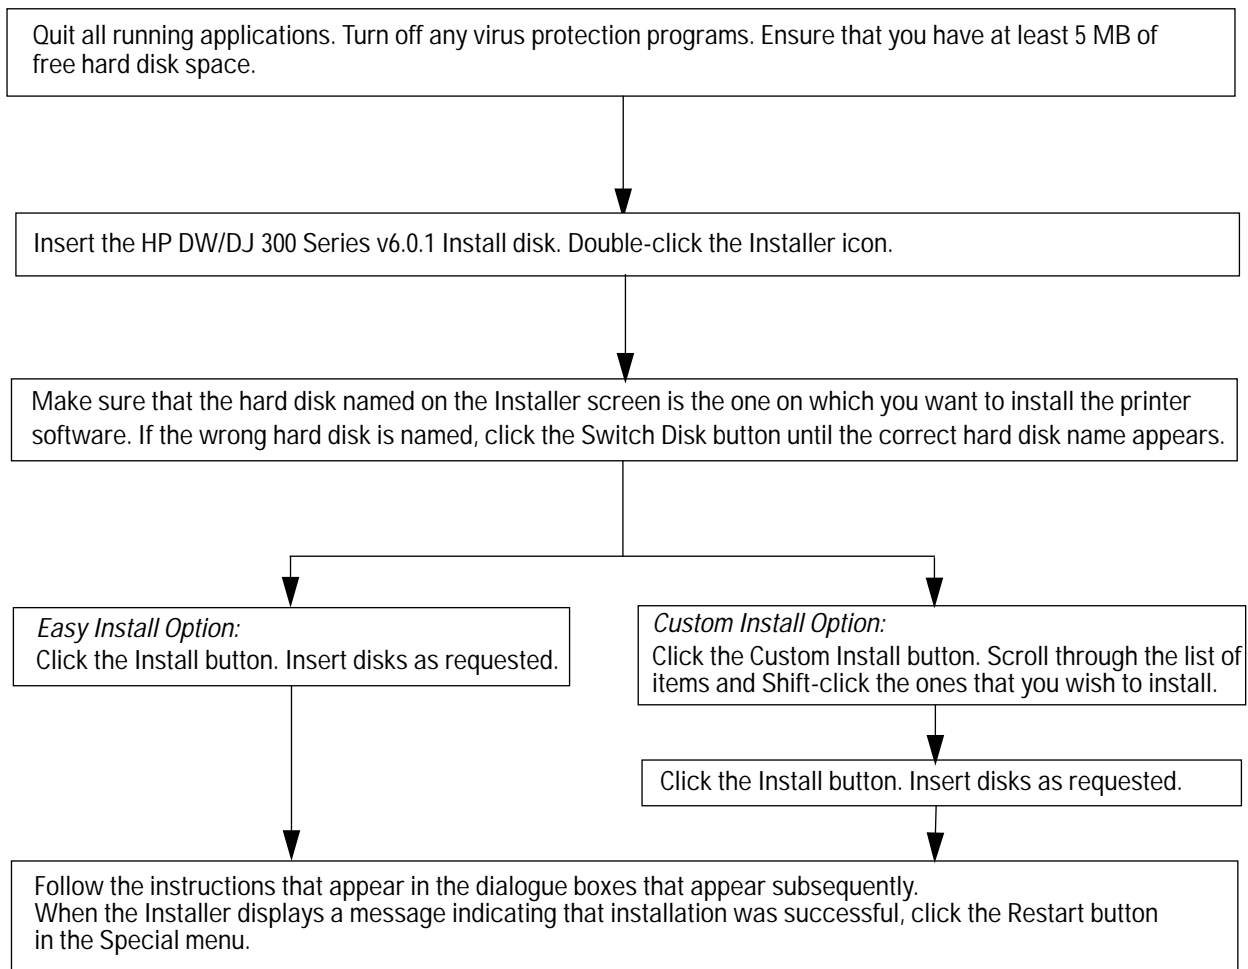 Quit all running applications. Turn off any virus protection programs. Ensure that you have at least 5 MB of
free hard disk space.
Insert the HP DW/DJ 300 Series v6.0.1 Install disk. Double-click the Installer icon.
Make sure that the hard disk named on the Installer screen is the one on which you want to install the printer
software. If the wrong hard disk is named, click the Switch Disk button until the correct hard disk name appears.
Easy Install Option:
Click the Install button. Insert disks as requested.
Custom Install Option:
Click the Custom Install button. Scroll through the list of
items and Shift-click the ones that you wish to install.
Click the Install button. Insert disks as requested.
Follow the instructions that appear in the dialogue boxes that appear subsequently.
When the Installer displays a message indicating that installation was successful, click the Restart button
in the Special menu.